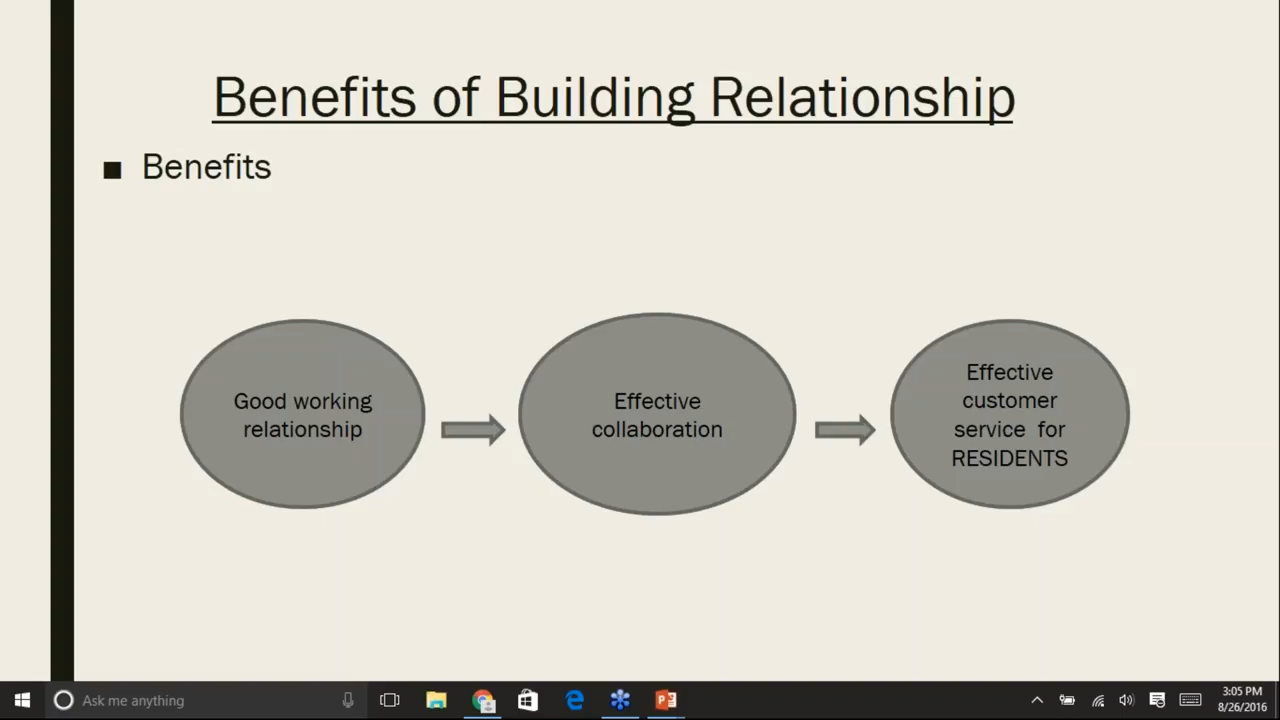 Benefits of Building Relationship
■ Benefits
Good working
relationship
Effective
collaboration
Effective
customer
service for
RESIDENTS
Ask me anything
3:05 PM
8/26/2016